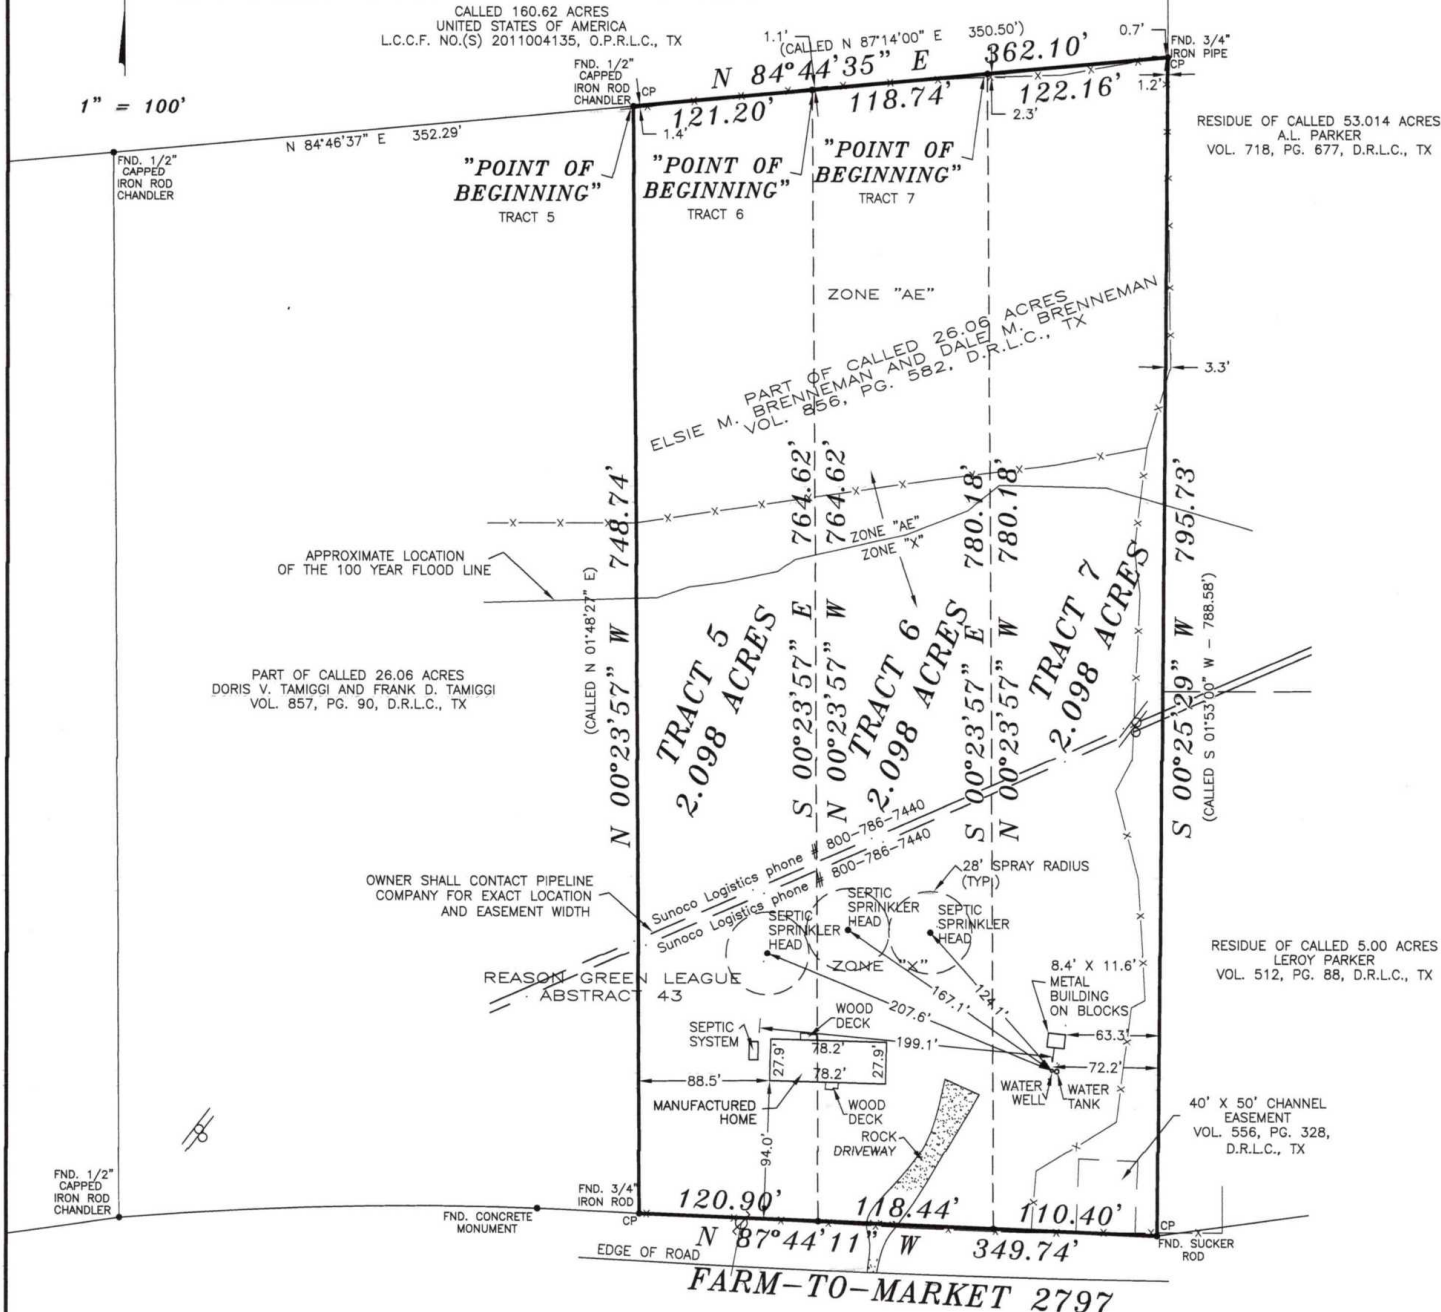 CALLED 160.62 ACRES
UNITED STATES OF AMERICA
L.C.C.F. NO.(S) 2011004135, O.P.R.L.C., TX
1" = 100'
FND. 1/2"
CAPPED
IRON ROD
CHANDLER
CP
1.1'
(CALLED N 87°14'00" E 350.50')
0.7'
FND. 3/4"
IRON PIPE
CP
N 84°44'35" E 362.10'
121.20'
118.74'
122.16'
1.4'
2.3'
1.2'
N 84°46'37" E 352.29'
FND. 1/2"
CAPPED
IRON ROD
CHANDLER
RESIDUE OF CALLED 53.014 ACRES
A.L. PARKER
VOL. 718, PG. 677, D.R.L.C., TX
"POINT OF
BEGINNING"
TRACT 5
"POINT OF
BEGINNING"
TRACT 6
"POINT OF
BEGINNING"
TRACT 7
ZONE "AE"
PART OF CALLED 26.06 ACRES
ELSIE M. BRENNEMAN AND DALE M. BRENNEMAN
VOL. 856, PG. 582, D.R.L.C., TX
3.3'
ZONE "AE"
ZONE "X"
APPROXIMATE LOCATION
OF THE 100 YEAR FLOOD LINE
N 00°23'57" W 748.74'
(CALLED N 01°48'27" E)
S 00°23'57" E 764.62'
N 00°23'57" W 764.62'
S 00°23'57" E 780.18'
N 00°23'57" W 780.18'
S 00°25'29" W 795.73'
(CALLED S 01°53'00" W - 788.58')
TRACT 5
2.098 ACRES
TRACT 6
2.098 ACRES
TRACT 7
2.098 ACRES
PART OF CALLED 26.06 ACRES
DORIS V. TAMIGGI AND FRANK D. TAMIGGI
VOL. 857, PG. 90, D.R.L.C., TX
OWNER SHALL CONTACT PIPELINE
COMPANY FOR EXACT LOCATION
AND EASEMENT WIDTH
Sunoco Logistics phone # 800-786-7440
Sunoco Logistics phone # 800-786-7440
28' SPRAY RADIUS
(TYP.)
SEPTIC
SPRINKLER
HEAD
SEPTIC
SPRINKLER
HEAD
SEPTIC
SPRINKLER
HEAD
ZONE "X"
REASON GREEN LEAGUE
ABSTRACT 43
RESIDUE OF CALLED 5.00 ACRES
LEROY PARKER
VOL. 512, PG. 88, D.R.L.C., TX
8.4' X 11.6'
METAL
BUILDING
ON BLOCKS
207.6'
167.1'
124.1'
199.1'
63.3'
72.2'
SEPTIC
SYSTEM
WOOD
DECK
78.2'
27.9'
27.9'
78.2'
88.5'
94.0'
MANUFACTURED
HOME
WOOD
DECK
WATER
WELL
WATER
TANK
ROCK
DRIVEWAY
40' X 50' CHANNEL
EASEMENT
VOL. 556, PG. 328,
D.R.L.C., TX
FND. 1/2"
CAPPED
IRON ROD
CHANDLER
FND. CONCRETE
MONUMENT
FND. 3/4"
IRON ROD
CP
120.90'
118.44'
110.40'
N 87°44'11" W 349.74'
CP
FND. SUCKER
ROD
EDGE OF ROAD
FARM-TO-MARKET 2797